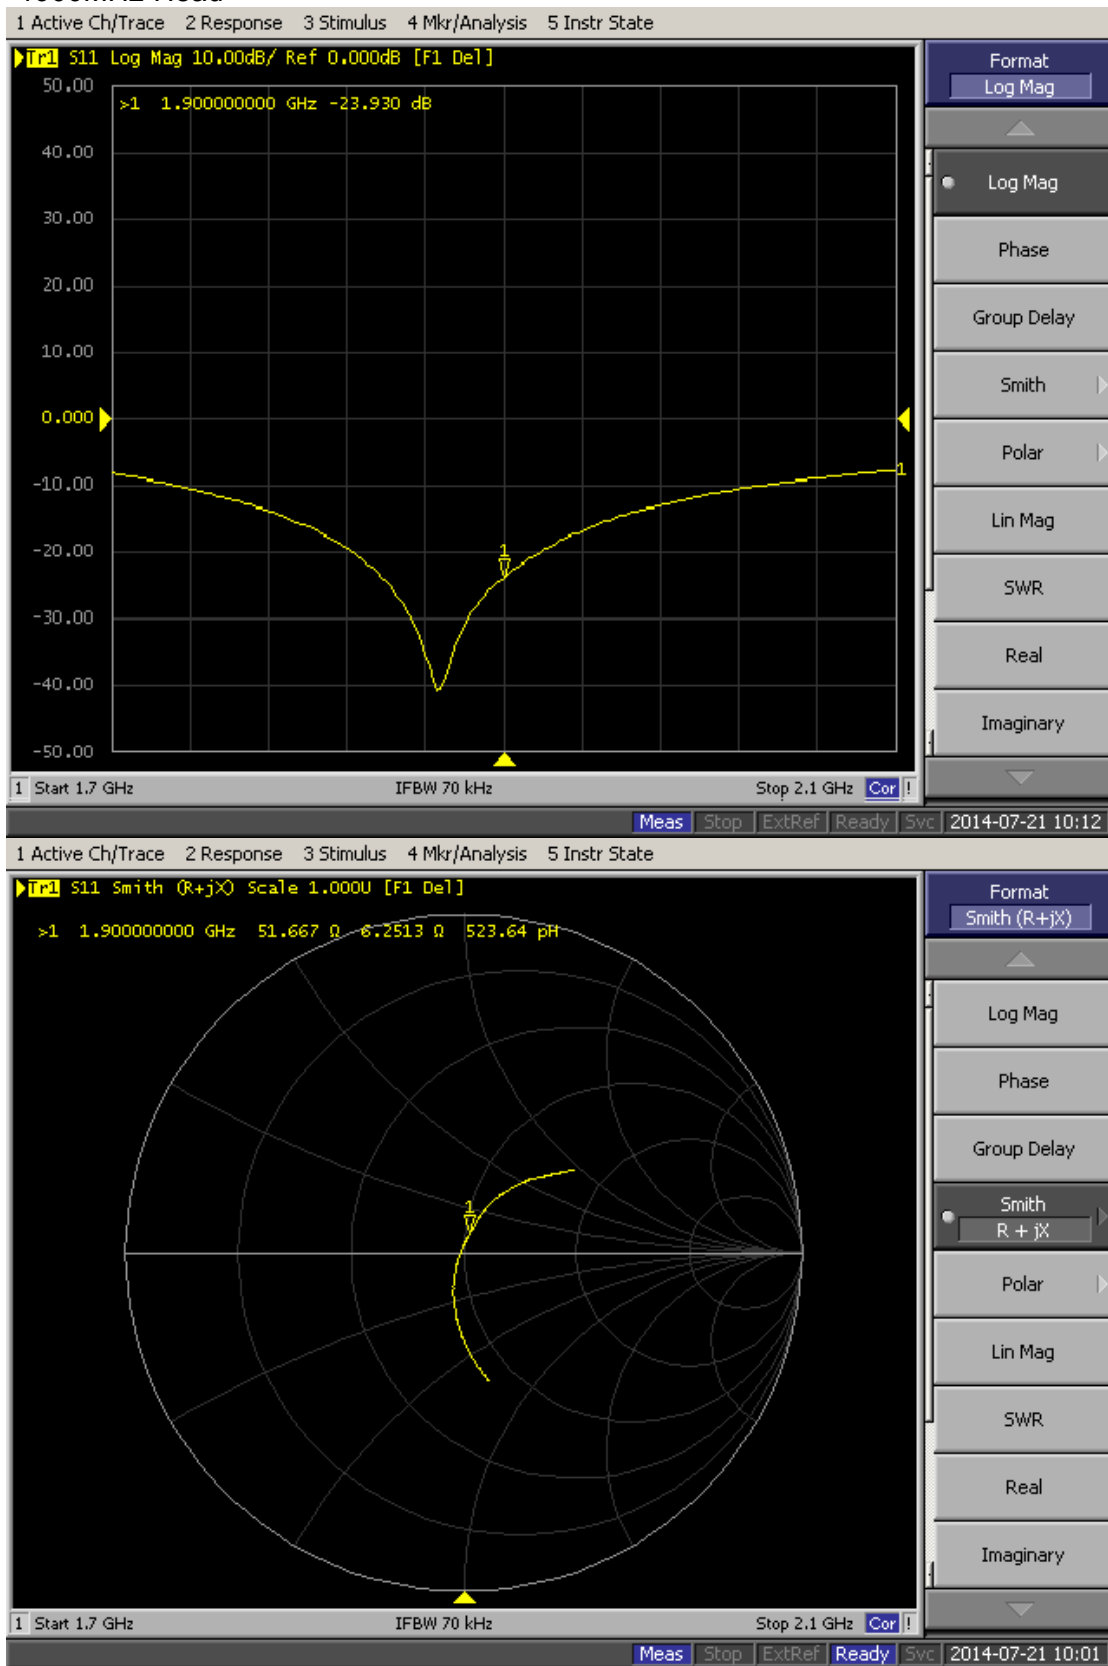 1900MHz Head
1 Active Ch/Trace 2 Response 3 Stimulus 4 Mkr/Analysis 5 Instr State
Tr1 S11 Log Mag 10.00dB/ Ref 0.000dB [F1 Del]
Format
Log Mag
50.00
>1 1.900000000 GHz -23.930 dB
40.00
Log Mag
30.00
Phase
20.00
Group Delay
10.00
Smith
0.000
Polar
-10.00
1
Lin Mag
-20.00
1
SWR
-30.00
Real
-40.00
Imaginary
-50.00
1 Start 1.7 GHz IFBW 70 kHz Stop 2.1 GHz Cor !
Meas Stop ExtRef Ready Svc 2014-07-21 10:12
1 Active Ch/Trace 2 Response 3 Stimulus 4 Mkr/Analysis 5 Instr State
Tr1 S11 Smith (R+jX) Scale 1.000U [F1 Del]
Format
Smith (R+jX)
>1 1.900000000 GHz 51.667 Ω 6.2513 Ω 523.64 pH
Log Mag
Phase
Group Delay
1
Smith
R + jX
Polar
Lin Mag
SWR
Real
Imaginary
1 Start 1.7 GHz IFBW 70 kHz Stop 2.1 GHz Cor !
Meas Stop ExtRef Ready Svc 2014-07-21 10:01